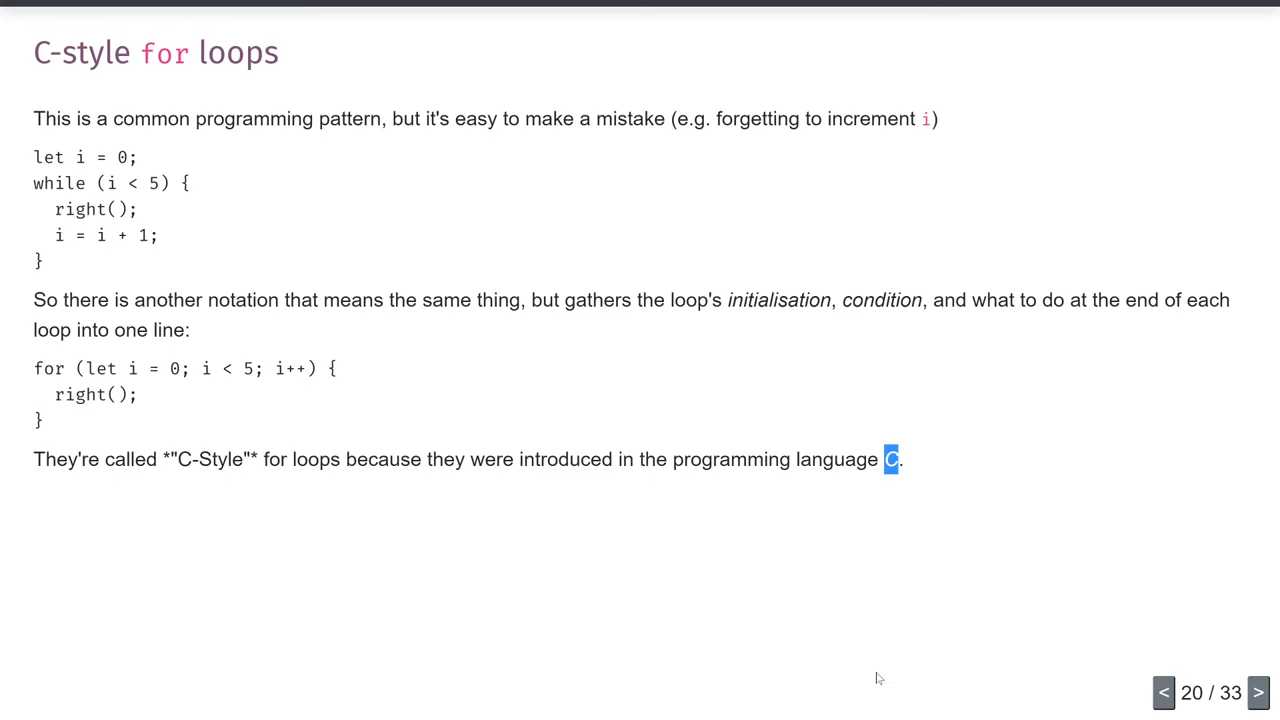 C-style for loops
This is a common programming pattern, but it's easy to make a mistake (e.g. forgetting to increment i)
let i = 0;
while (i < 5) {
  right();
  i = i + 1;
}
So there is another notation that means the same thing, but gathers the loop's initialisation, condition, and what to do at the end of each
loop into one line:
for (let i = 0; i < 5; i++) {
  right();
}
They're called *"C-Style"* for loops because they were introduced in the programming language C.
< 20 / 33 >